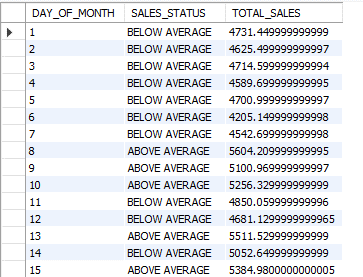 DAY_OF_MONTH SALES_STATUS TOTAL_SALES
1 BELOW AVERAGE 4731.449999999999
2 BELOW AVERAGE 4625.499999999997
3 BELOW AVERAGE 4714.599999999994
4 BELOW AVERAGE 4589.699999999995
5 BELOW AVERAGE 4700.999999999997
6 BELOW AVERAGE 4205.149999999998
7 BELOW AVERAGE 4542.699999999998
8 ABOVE AVERAGE 5604.209999999995
9 ABOVE AVERAGE 5100.969999999997
10 ABOVE AVERAGE 5256.329999999999
11 BELOW AVERAGE 4850.059999999996
12 BELOW AVERAGE 4681.1299999999965
13 ABOVE AVERAGE 5511.529999999999
14 BELOW AVERAGE 5052.649999999999
15 ABOVE AVERAGE 5384.9800000000005